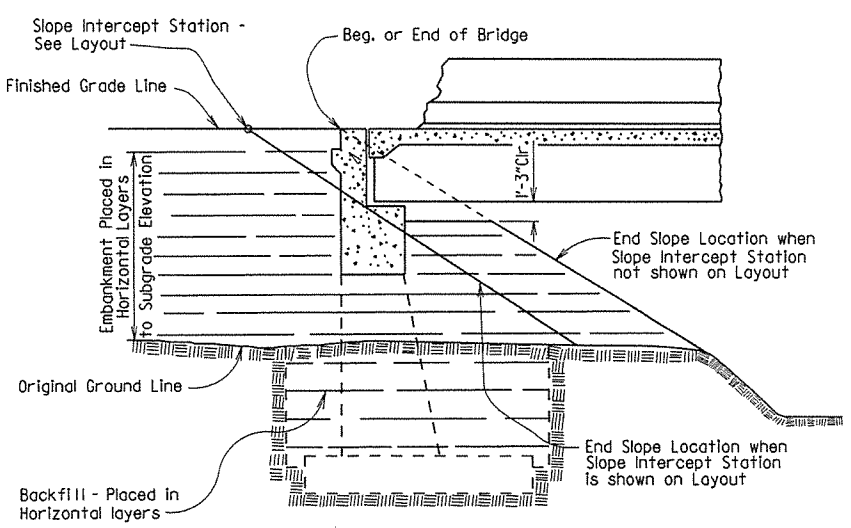 Slope Intercept Station -
See Layout
Beg. or End of Bridge
Finished Grade Line
1'-3"Clr
Embankment Placed in
Horizontal Layers
to Subgrade Elevation
End Slope Location when
Slope Intercept Station
not shown on Layout
Original Ground Line
End Slope Location when
Slope Intercept Station
is shown on Layout
Backfill - Placed in
Horizontal layers